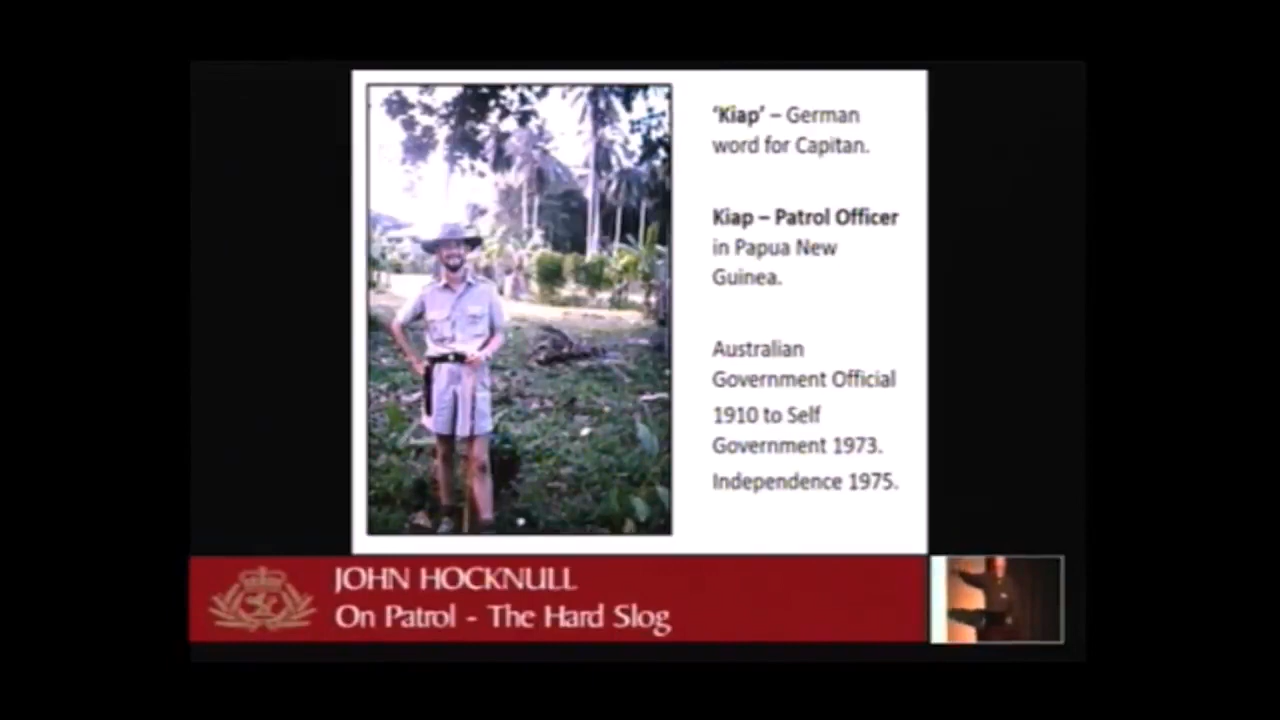 ‘Kiap’ – German
word for Capitan.
Kiap – Patrol Officer
in Papua New
Guinea.
Australian
Government Official
1910 to Self
Government 1973.
Independence 1975.
JOHN HOCKNULL
On Patrol - The Hard Slog